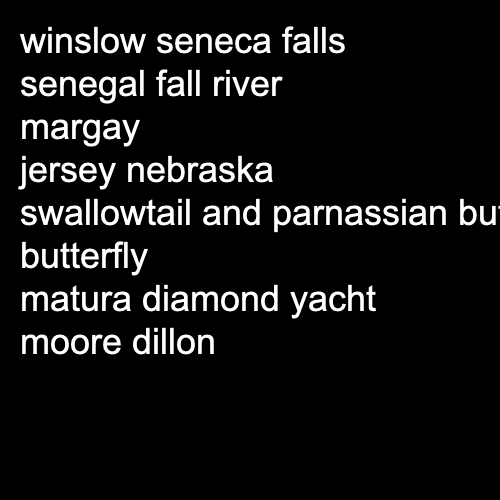 winslow seneca falls
senegal fall river
margay
jersey nebraska
swallowtail and parnassian
butterfly
matura diamond yacht
moore dillon